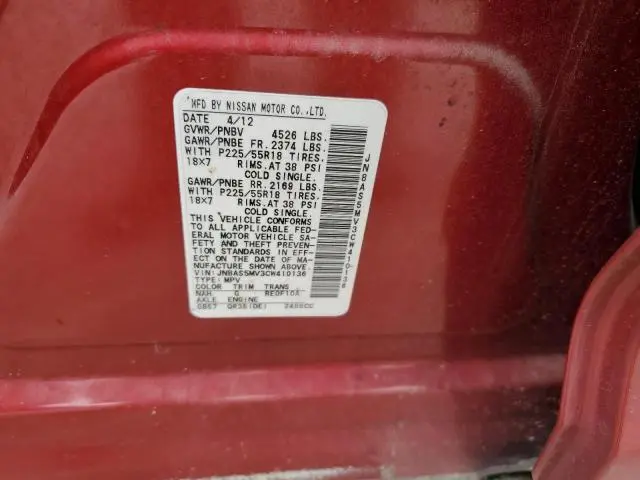 MFD BY NISSAN MOTOR CO.,LTD.
DATE 4/12
GVWR/PNBV 4526 LBS.
GAWR/PNBE FR. 2374 LBS.
WITH P225/55R18 TIRES.
18X7 RIMS.AT 38 PSI
COLD SINGLE.
GAWR/PNBE RR. 2169 LBS.
WITH P225/55R18 TIRES.
18X7 RIMS.AT 38 PSI
COLD SINGLE.
THIS VEHICLE CONFORMS
TO ALL APPLICABLE FED-
ERAL MOTOR VEHICLE SA-
FETY AND THEFT PREVEN-
TION STANDARDS IN EFF-
ECT ON THE DATE OF MA-
NUFACTURE SHOWN ABOVE.
VIN: JN8AS5MV3CW410136
TYPE: MPV
COLOR TRIM TRANS
NAH G RE0F10A
AXLE ENGINE
GB57 QR25(DE) 2488CC
JN8AS5MV3CW410136